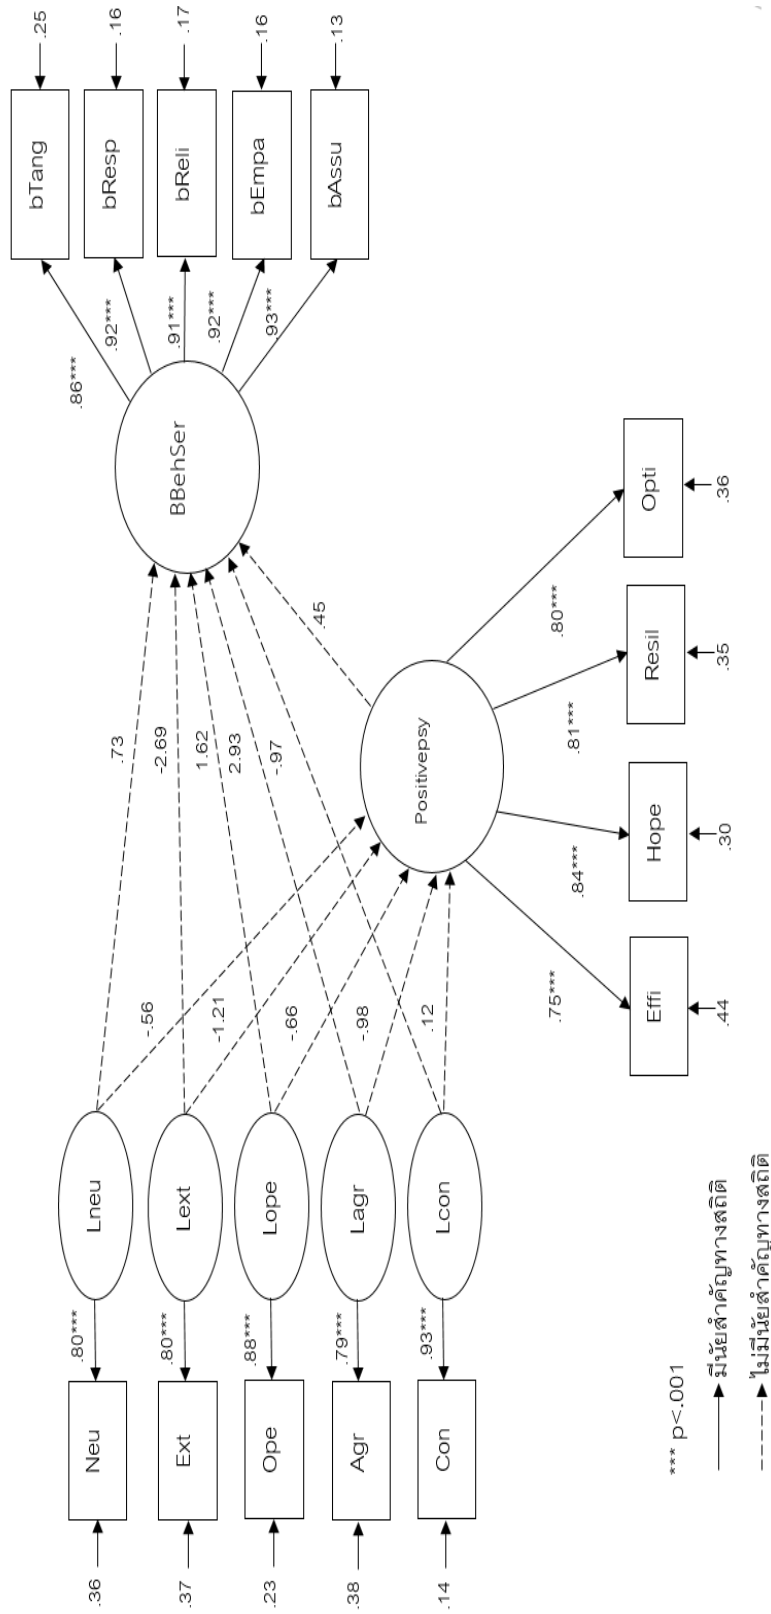 .36
Neu
.80***
Lneu
.37
Ext
.80***
Lext
.23
Ope
.88***
Lope
.38
Agr
.79***
Lagr
.14
Con
.93***
Lcon
.73
-2.69
1.62
2.93
-.97
-.56
-1.21
-.66
-.98
.12
.45
BBehSer
Positivepsy
.86***
bTang
.25
.92***
bResp
.16
.91***
bReli
.17
.92***
bEmpa
.16
.93***
bAssu
.13
.75***
Effi
.44
.84***
Hope
.30
.81***
Resil
.35
.80***
Opti
.36
*** p<.001
มีนัยสำคัญทางสถิติ
ไม่มีนัยสำคัญทางสถิติ